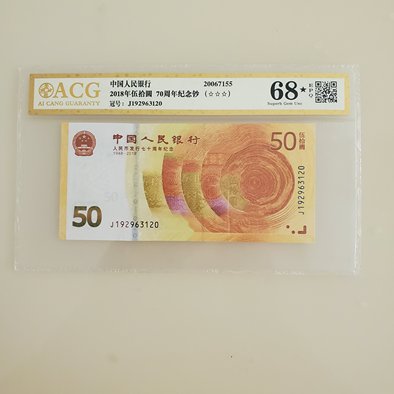 ACG
AI CANG GUARANTY
中国人民银行 20067155
2018年伍拾圆 70周年纪念钞 (☆☆☆)
冠号: J192963120
68★
EPQ
Superb Gem Unc
中国人民银行
人民币发行七十周年纪念
1948-2018
50
伍拾圆
J192963120
50
J192963120